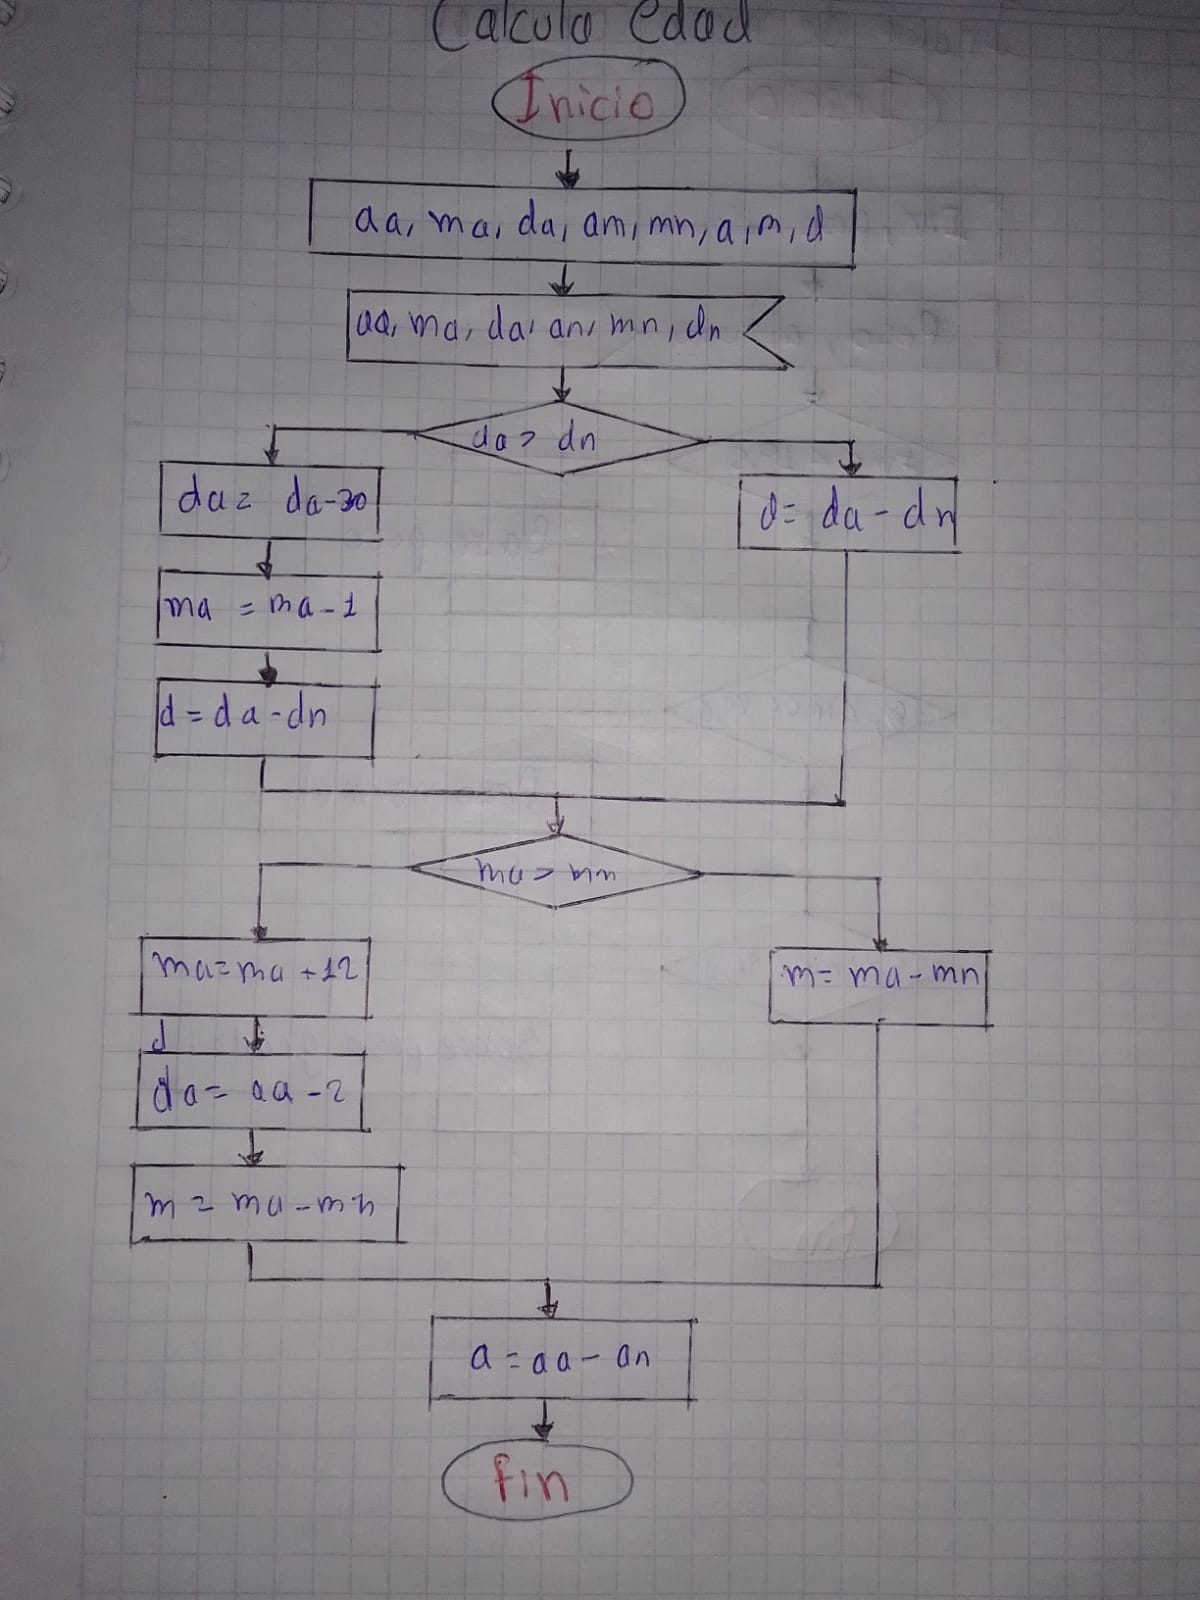 Calculo edad
Inicio
aa, ma, da, am, mn, a, m, d
aa, ma, da, an, mn, dn
da > dn
da = da - 30
d = da - dn
ma = ma - 1
d = da - dn
ma > mn
ma = ma + 12
m = ma - mn
d
da = aa - 2
m = ma - mn
a = aa - an
fin